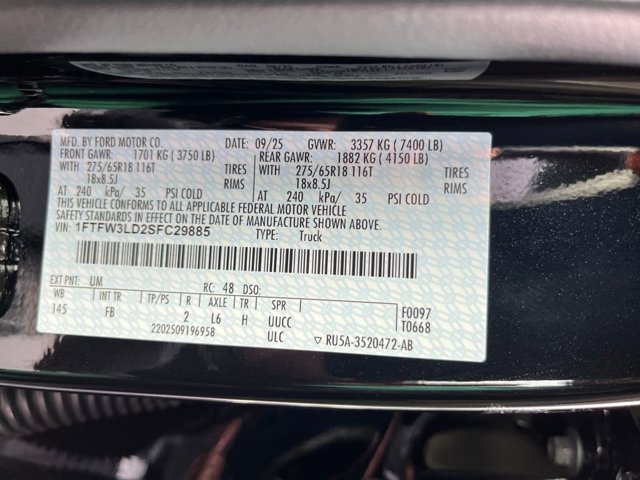 MFD. BY FORD MOTOR CO. DATE: 09/25 GVWR: 3357 KG ( 7400 LB)
FRONT GAWR: 1701 KG ( 3750 LB) REAR GAWR: 1882 KG ( 4150 LB)
WITH 275/65R18 116T TIRES WITH 275/65R18 116T TIRES
18x8.5J RIMS 18x8.5J RIMS
AT 240 kPa/ 35 PSI COLD AT 240 kPa/ 35 PSI COLD
THIS VEHICLE CONFORMS TO ALL APPLICABLE FEDERAL MOTOR VEHICLE
SAFETY STANDARDS IN EFFECT ON THE DATE OF MANUFACTURE SHOWN ABOVE.
VIN: 1FTFW3LD2SFC29885 TYPE: Truck
EXT PNT: UM RC: 48 DSO:
WB INT TR TP/PS R AXLE TR SPR F0097
145 FB 2 L6 H UUCC T0668
2202509196958 ULC ▽ RU5A-3520472-AB